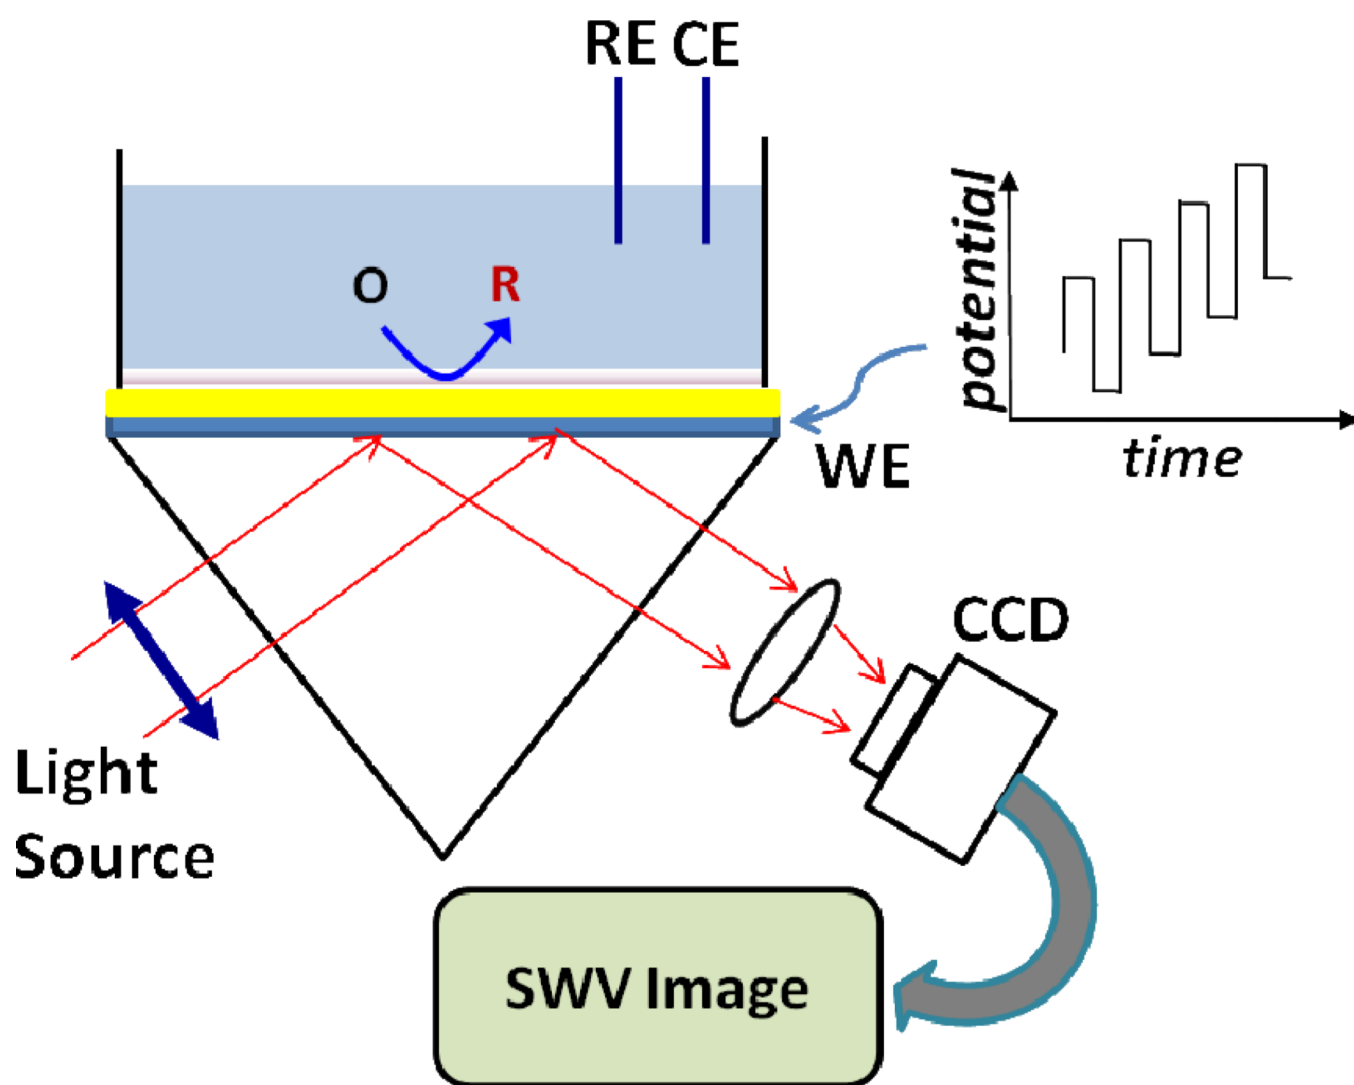 RE CE
O R
potential
time
WE
CCD
Light
Source
SWV Image